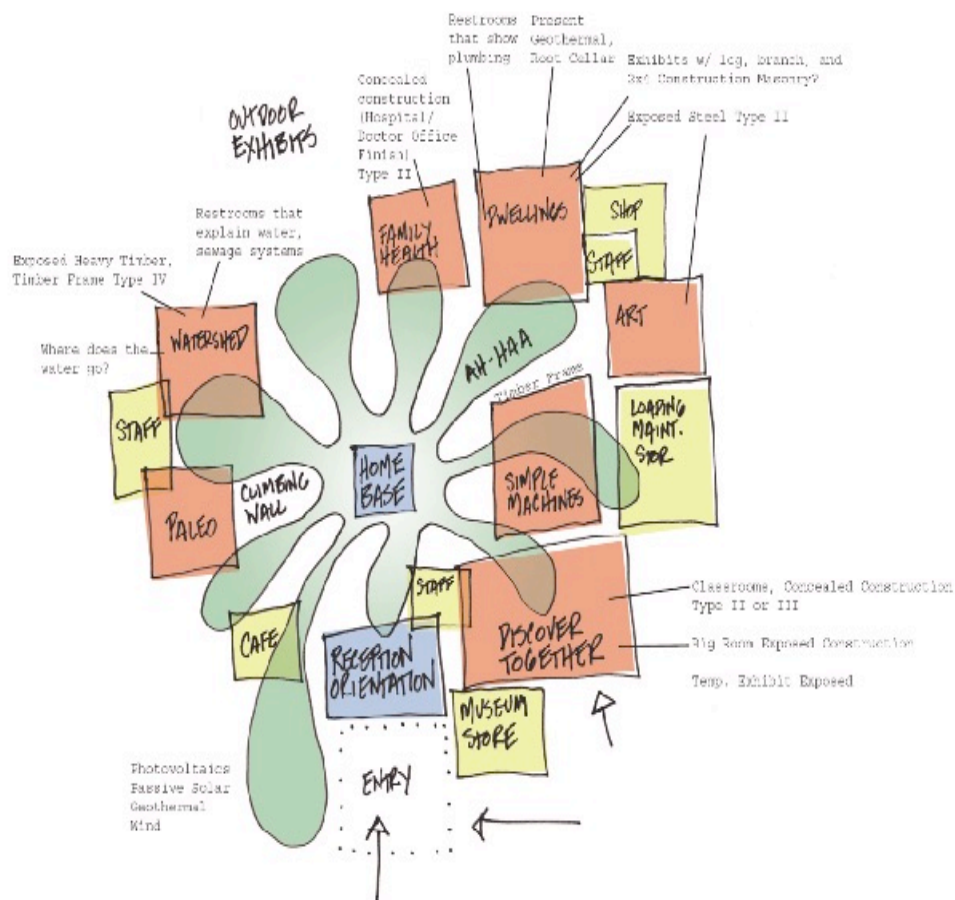 Restrooms
that show
plumbing
Present
Geothermal,
Root Cellar
Exhibits w/ log, branch, and
2x4 Construction Masonry?
Exposed Steel Type II
Concealed
construction
(Hospital/
Doctor Office
Finish)
Type II
OUTDOOR
EXHIBITS
Restrooms that
explain water,
sewage systems
Exposed Heavy Timber,
Timber Frame Type IV
Where does the
water go?
FAMILY
HEALTH
DWELLINGS
SHOP
STAFF
ART
WATERSHED
AH-HAA
Timber Frame
STAFF
LOADING
MAINT.
STOR
HOME
BASE
SIMPLE
MACHINES
CLIMBING
WALL
PALEO
STAFF
CAFE
RECEPTION
ORIENTATION
DISCOVER
TOGETHER
Classrooms, Concealed Construction
Type II or III
Big Room Exposed Construction
Temp. Exhibit Exposed
MUSEUM
STORE
ENTRY
Photovoltaics
Passive Solar
Geothermal
Wind